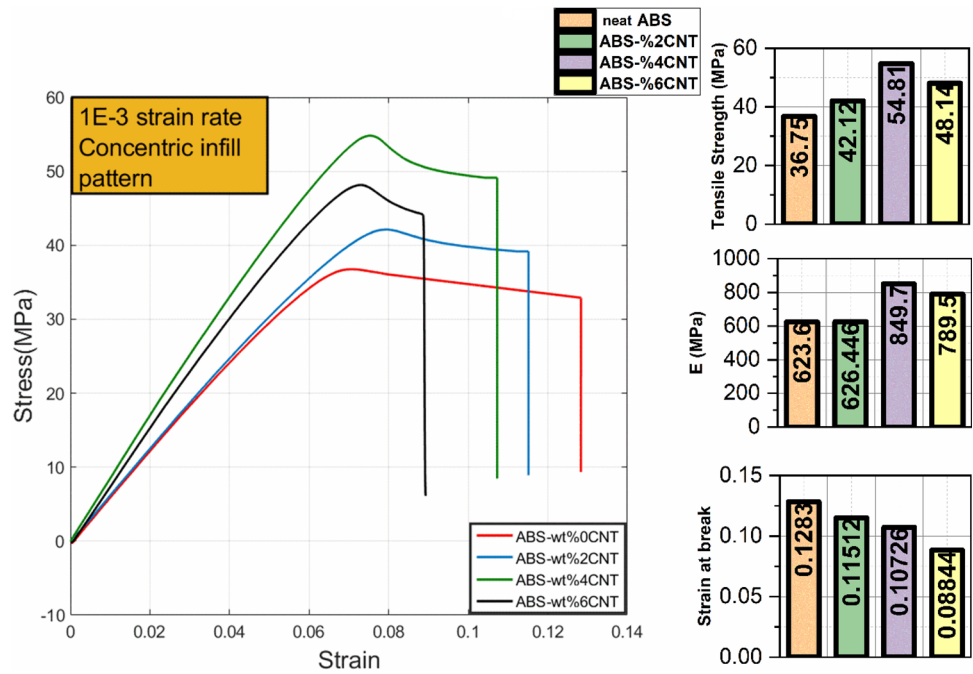 1E-3 strain rate
Concentric infill
pattern
60
50
40
30
20
10
0
-10
0
0.02
0.04
0.06
0.08
0.1
0.12
0.14
Stress(MPa)
Strain
ABS-wt%0CNT
ABS-wt%2CNT
ABS-wt%4CNT
ABS-wt%6CNT
neat ABS
ABS-%2CNT
ABS-%4CNT
ABS-%6CNT
Tensile Strength (MPa)
60
40
20
0
36.75
42.12
54.81
48.14
E (MPa)
1000
800
600
400
200
0
623.6
626.446
849.7
789.5
Strain at break
0.15
0.10
0.05
0.00
0.1283
0.11512
0.10726
0.08844